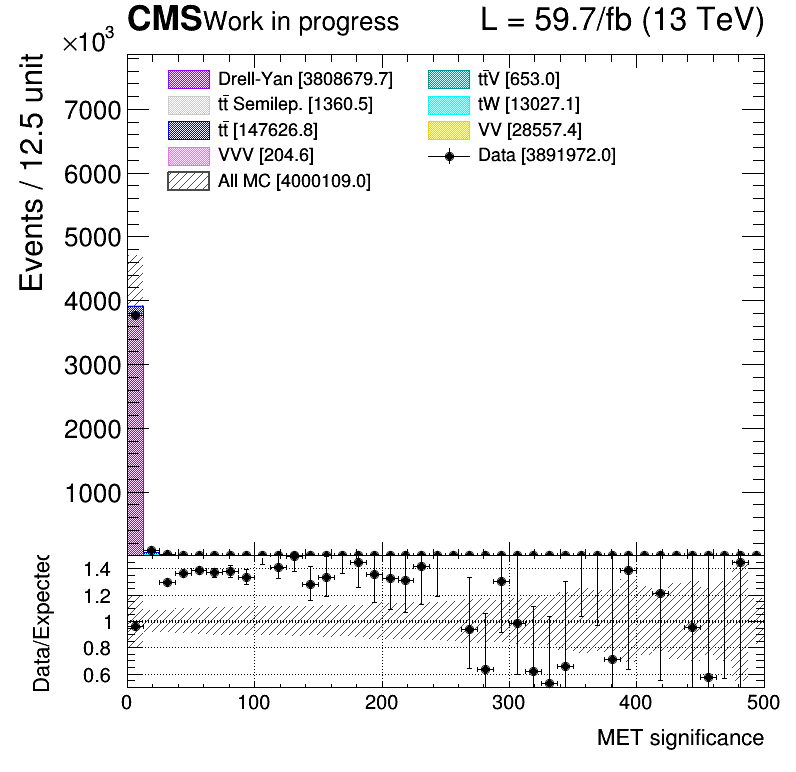 CMS Work in progress L = 59.7/fb (13 TeV)
×10³
Drell-Yan [3808679.7]
tt̄V [653.0]
tt̄ Semilep. [1360.5]
tW [13027.1]
tt̄ [147626.8]
VV [28557.4]
VVV [204.6]
Data [3891972.0]
All MC [4000109.0]
Events / 12.5 unit
7000
6000
5000
4000
3000
2000
1000
Data/Expected
1.4
1.2
1
0.8
0.6
0 100 200 300 400 500
MET significance